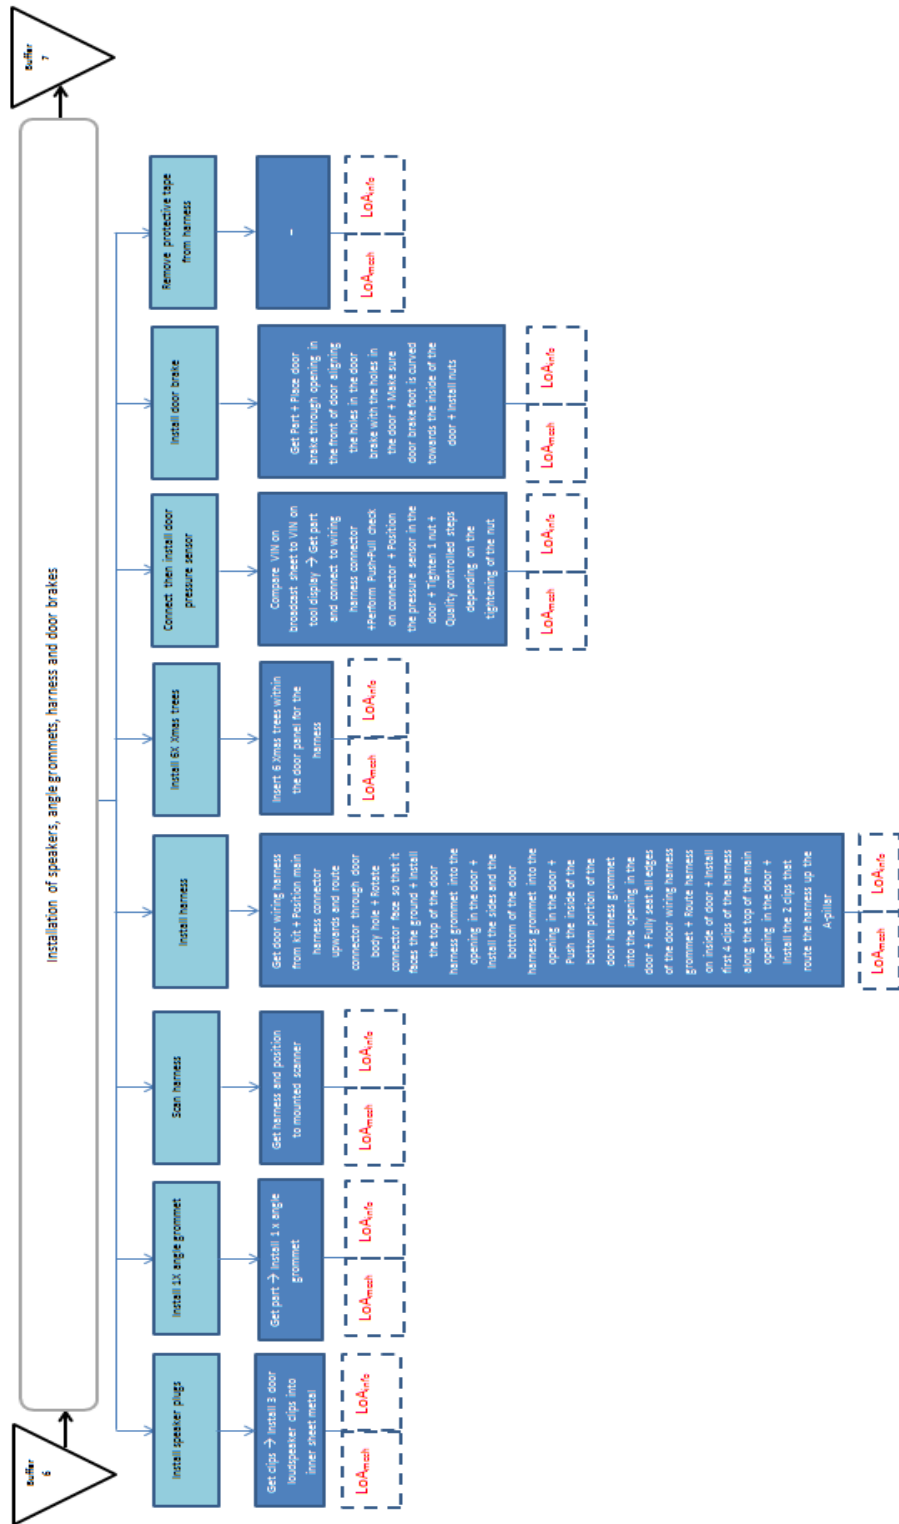 Buffer
6
Installation of speakers, angle grommets, harness and door brakes
Buffer
7
Install speaker plugs
Get clips → Install 3 door
loudspeaker clips into
inner sheet metal
LoAmech
LoAinfo
Install 1X angle grommet
Get part → Install 1 x angle
grommet
LoAmech
LoAinfo
Scan harness
Get harness and position
to mounted scanner
LoAmech
LoAinfo
Install harness
Get door wiring harness
from kit + Position main
harness connector
upwards and route
connector through door
body hole + Rotate
connector face so that it
faces the ground + Install
the top of the door
harness grommet into the
opening in the door +
Install the sides and the
bottom of the door
harness grommet into the
opening in the door +
Push the inside of the
bottom portion of the
door harness grommet
into the opening in the
door + Fully seat all edges
of the door wiring harness
grommet + Route harness
on inside of door + Install
first 4 clips of the harness
along the top of the main
opening in the door +
Install the 2 clips that
route the harness up the
A-pillar
LoAmech
LoAinfo
Install 6X Xmas trees
Insert 6 Xmas trees within
the door panel for the
harness
LoAmech
LoAinfo
Connect then install door
pressure sensor
Compare VIN on
broadcast sheet to VIN on
tool display → Get part
and connect to wiring
harness connector
+Perform Push-Pull check
on connector + Position
the pressure sensor in the
door + Tighten 1 nut +
Quality controlled steps
depending on the
tightening of the nut
LoAmech
LoAinfo
Install door brake
Get Part + Place door
brake through opening in
the front of door aligning
the holes in the door
brake with the holes in
the door + Make sure
door brake foot is curved
towards the inside of the
door + Install nuts
LoAmech
LoAinfo
Remove protective tape
from harness
–
LoAmech
LoAinfo